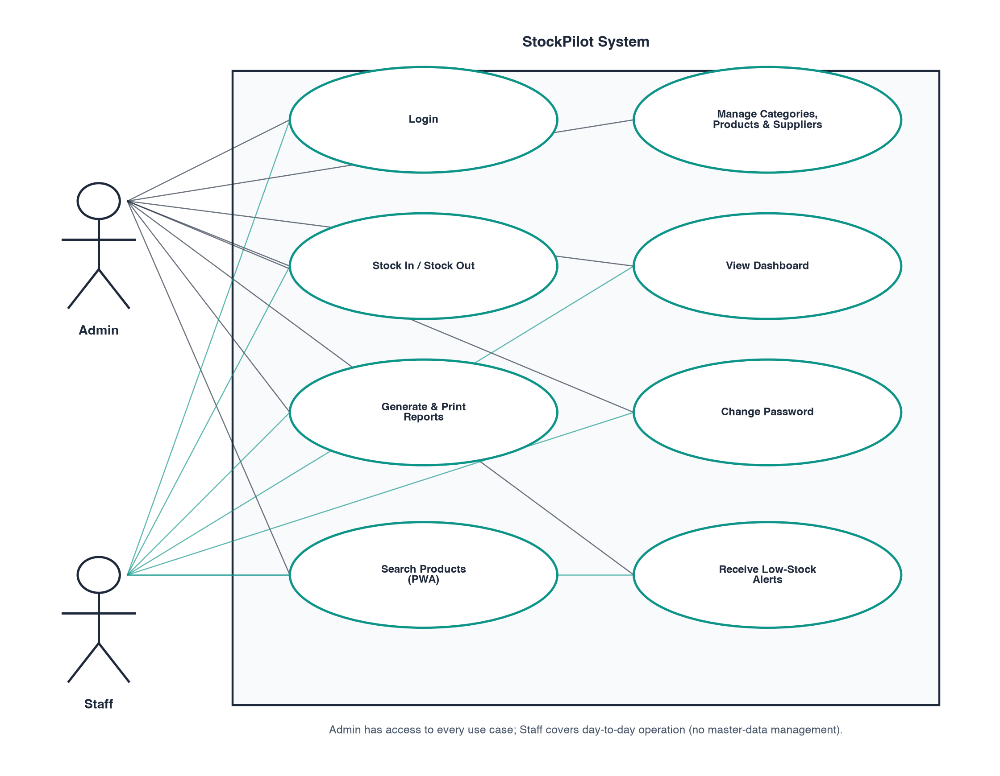 StockPilot System
Login
Manage Categories,
Products & Suppliers
Stock In / Stock Out
View Dashboard
Admin
Generate & Print
Reports
Change Password
Search Products
(PWA)
Receive Low-Stock
Alerts
Staff
Admin has access to every use case; Staff covers day-to-day operation (no master-data management).